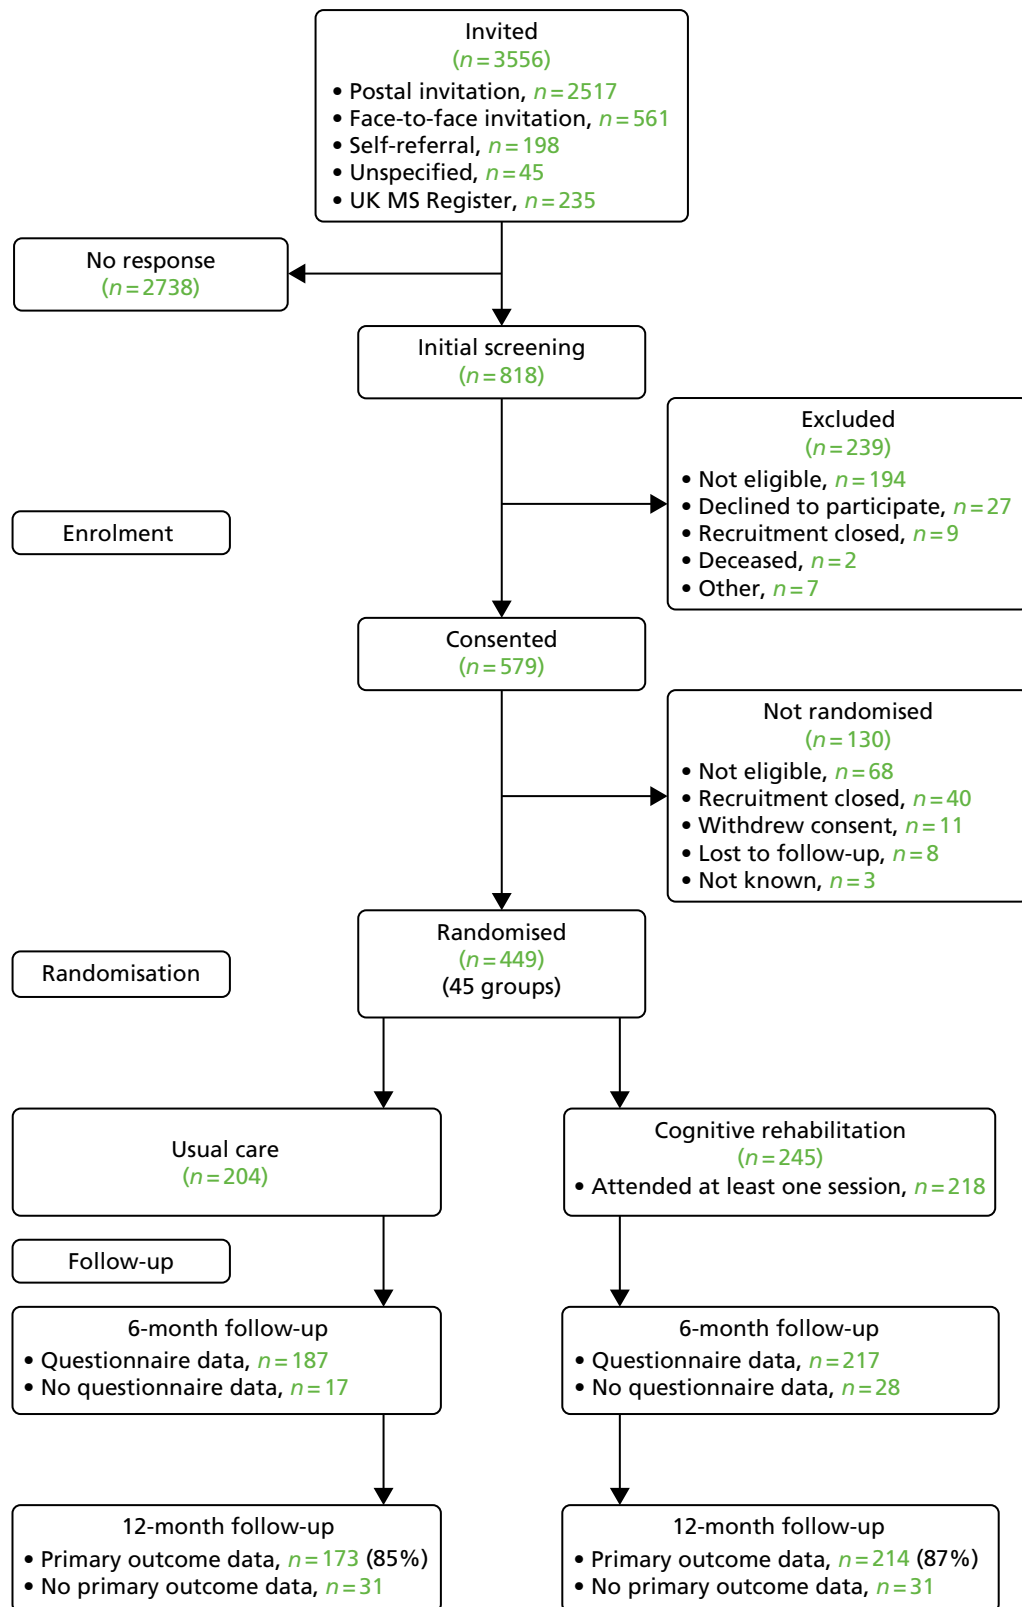 Invited
(n=3556)
• Postal invitation, n=2517
• Face-to-face invitation, n=561
• Self-referral, n=198
• Unspecified, n=45
• UK MS Register, n=235
No response
(n=2738)
Initial screening
(n=818)
Excluded
(n=239)
• Not eligible, n=194
• Declined to participate, n=27
• Recruitment closed, n=9
• Deceased, n=2
• Other, n=7
Enrolment
Consented
(n=579)
Not randomised
(n=130)
• Not eligible, n=68
• Recruitment closed, n=40
• Withdrew consent, n=11
• Lost to follow-up, n=8
• Not known, n=3
Randomised
(n=449)
(45 groups)
Randomisation
Usual care
(n=204)
Cognitive rehabilitation
(n=245)
• Attended at least one session, n=218
Follow-up
6-month follow-up
• Questionnaire data, n=187
• No questionnaire data, n=17
6-month follow-up
• Questionnaire data, n=217
• No questionnaire data, n=28
12-month follow-up
• Primary outcome data, n=173 (85%)
• No primary outcome data, n=31
12-month follow-up
• Primary outcome data, n=214 (87%)
• No primary outcome data, n=31